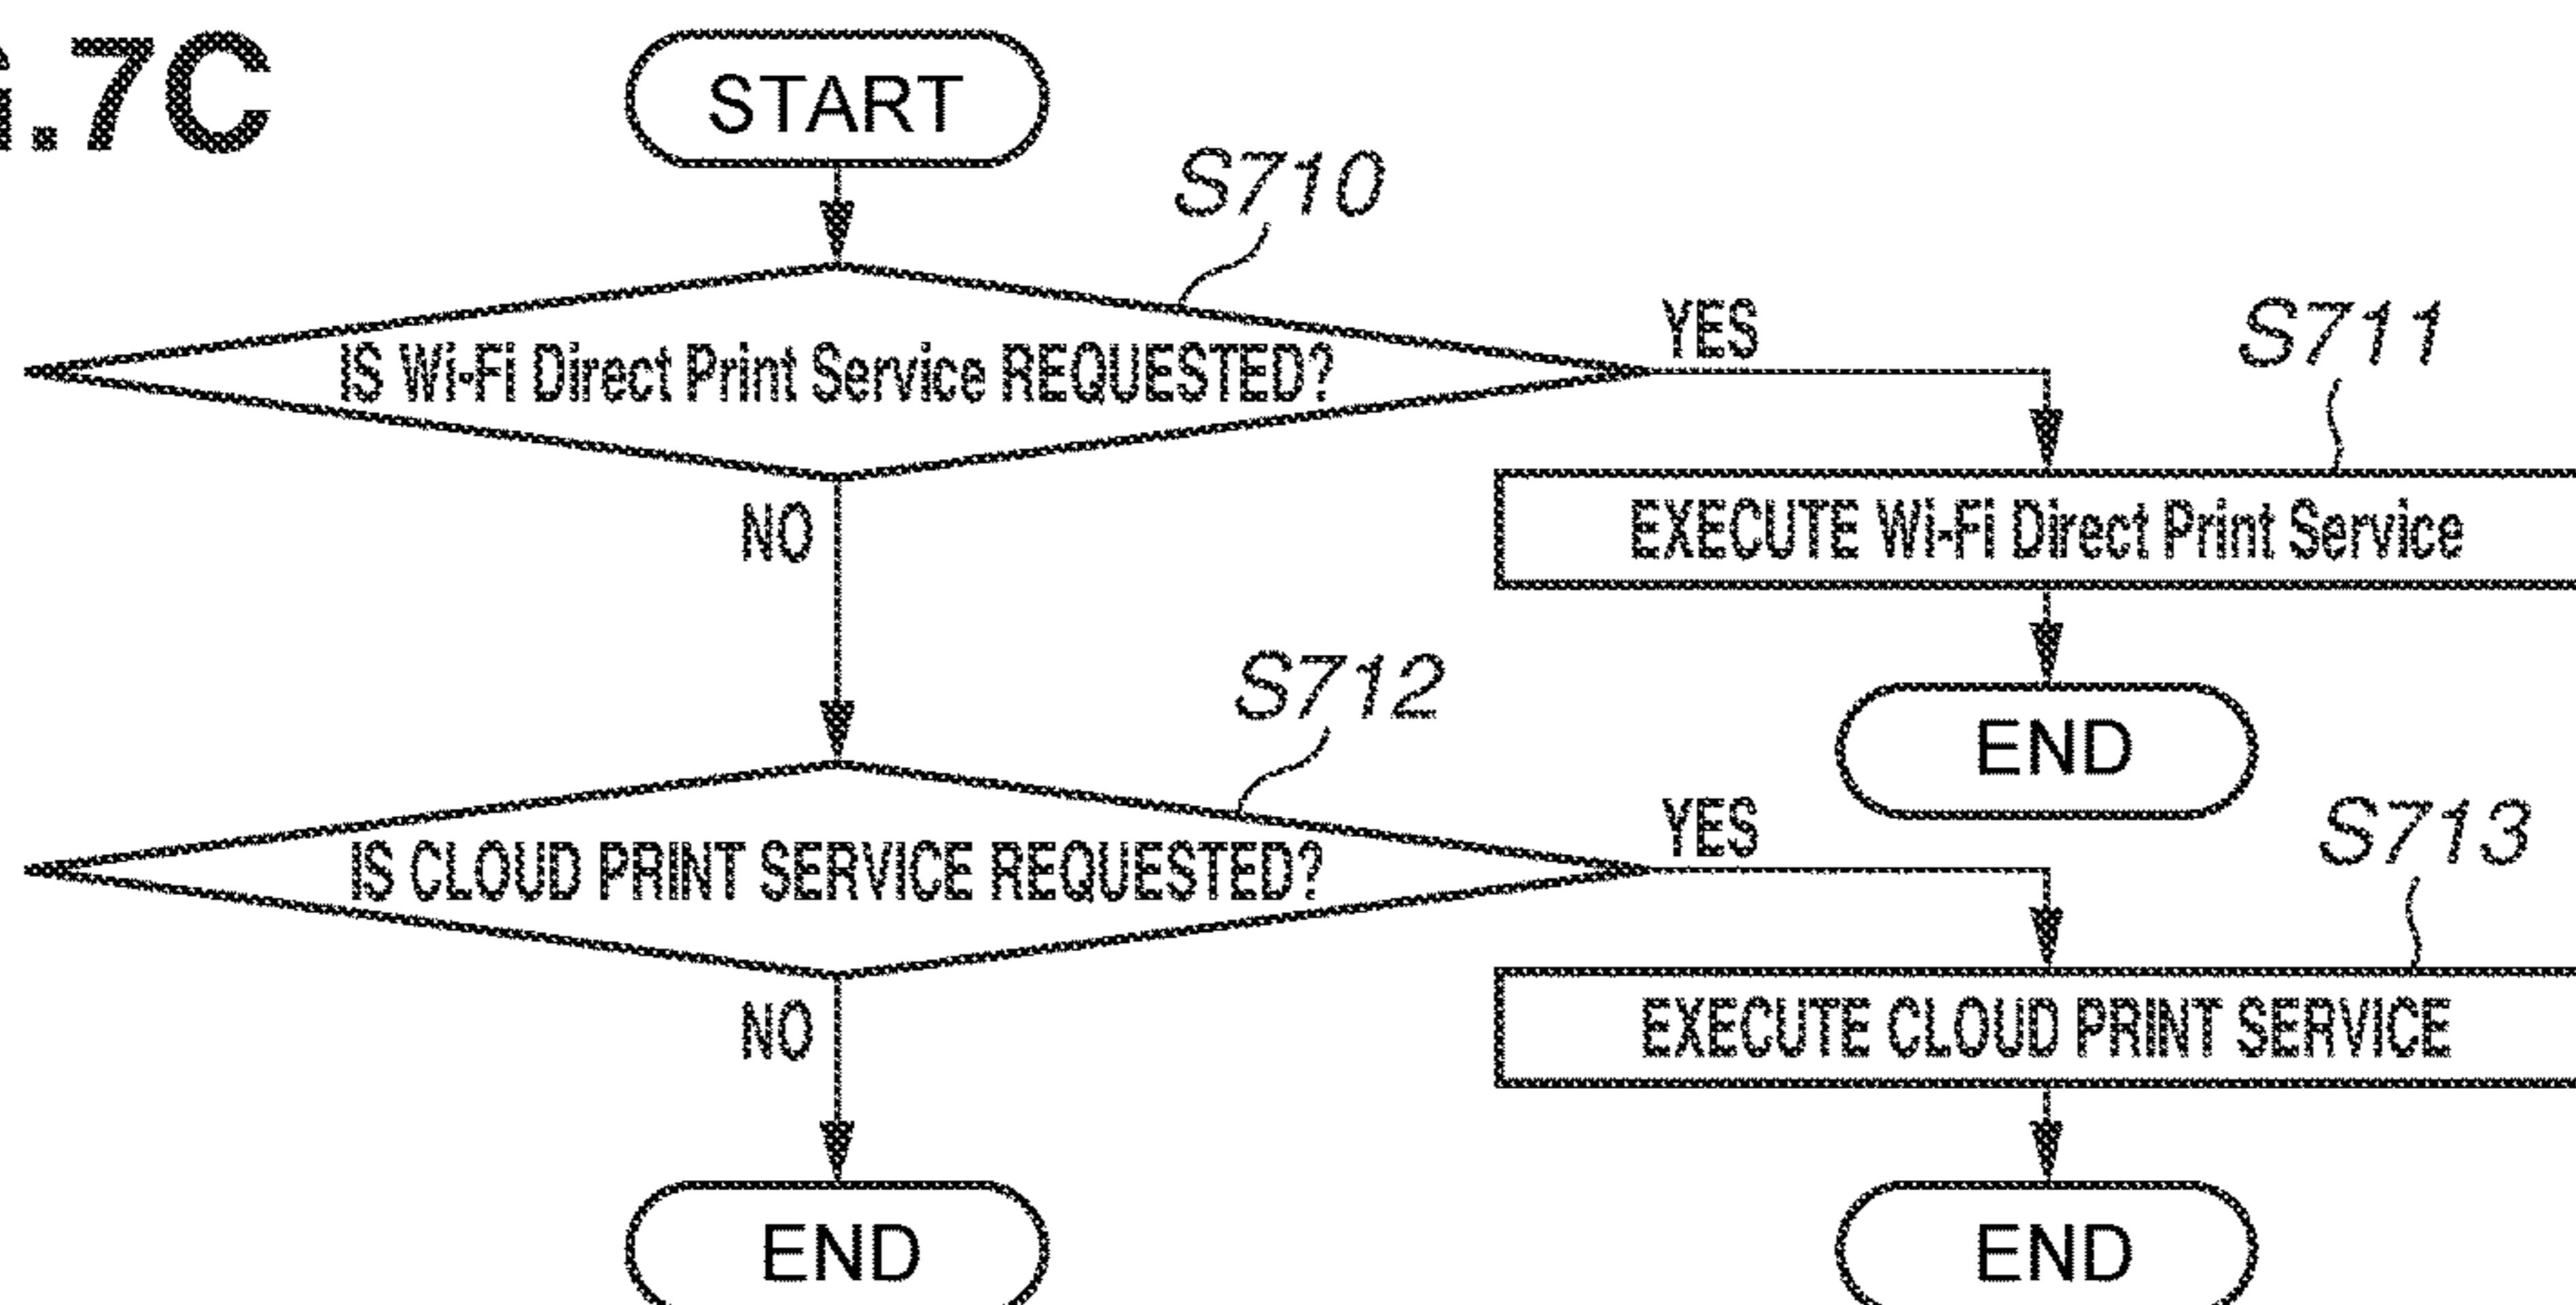 .7C
START
S710
IS Wi-Fi Direct Print Service REQUESTED?
YES
S711
EXECUTE Wi-Fi Direct Print Service
NO
END
S712
IS CLOUD PRINT SERVICE REQUESTED?
YES
S713
EXECUTE CLOUD PRINT SERVICE
NO
END
END